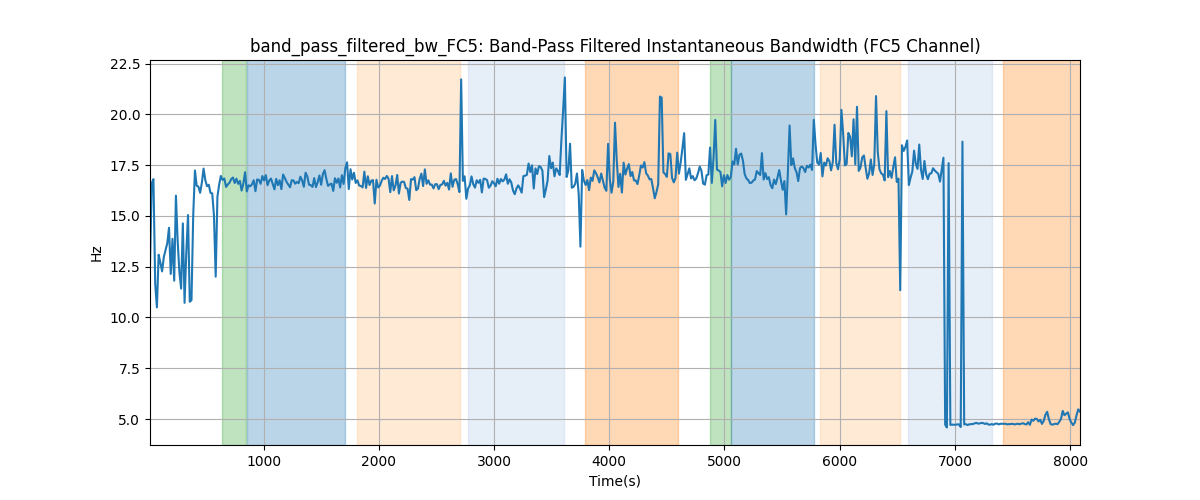 band_pass_filtered_bw_FC5: Band-Pass Filtered Instantaneous Bandwidth (FC5 Channel)
22.5
20.0
17.5
15.0
12.5
10.0
7.5
5.0
Hz
1000 2000 3000 4000 5000 6000 7000 8000
Time(s)